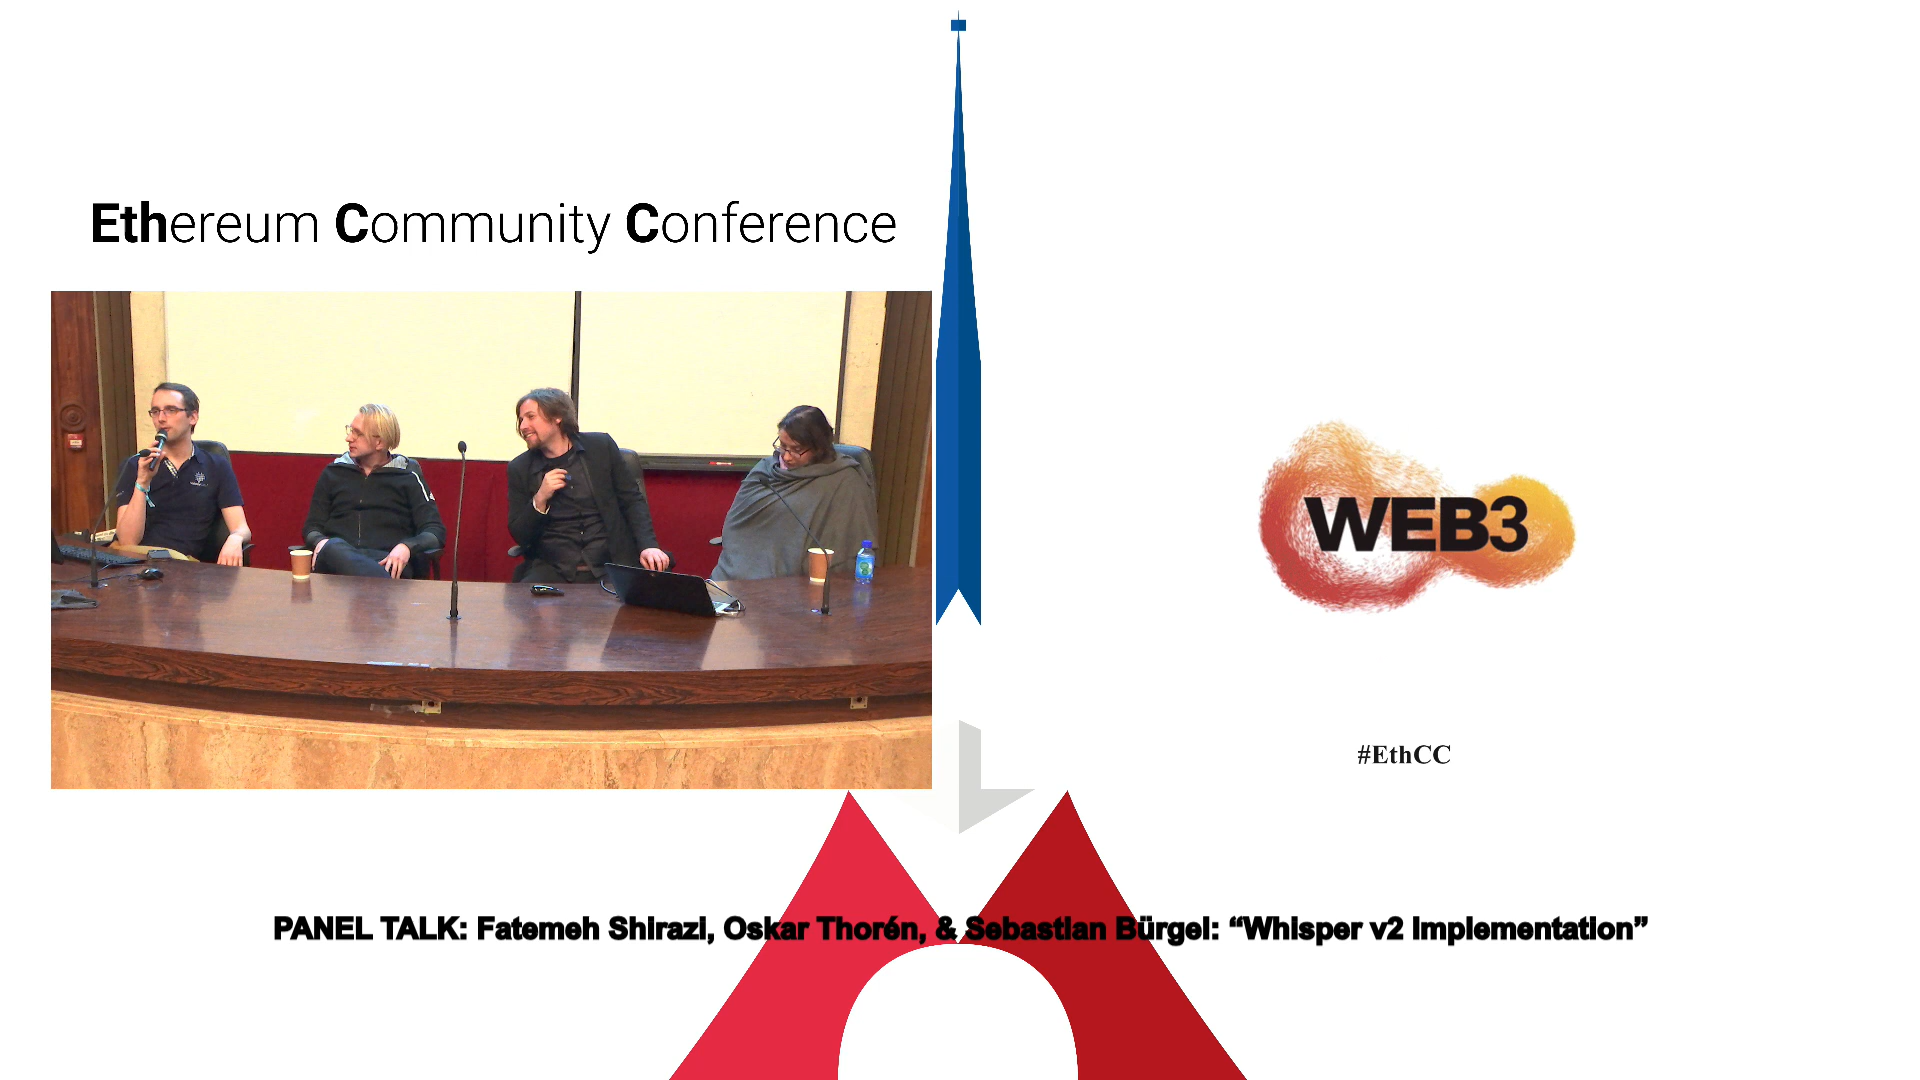 Ethereum Community Conference
WEB3
#EthCC
PANEL TALK: Fatemeh Shirazi, Oskar Thorén, & Sebastian Bürgel: “Whisper v2 Implementation”